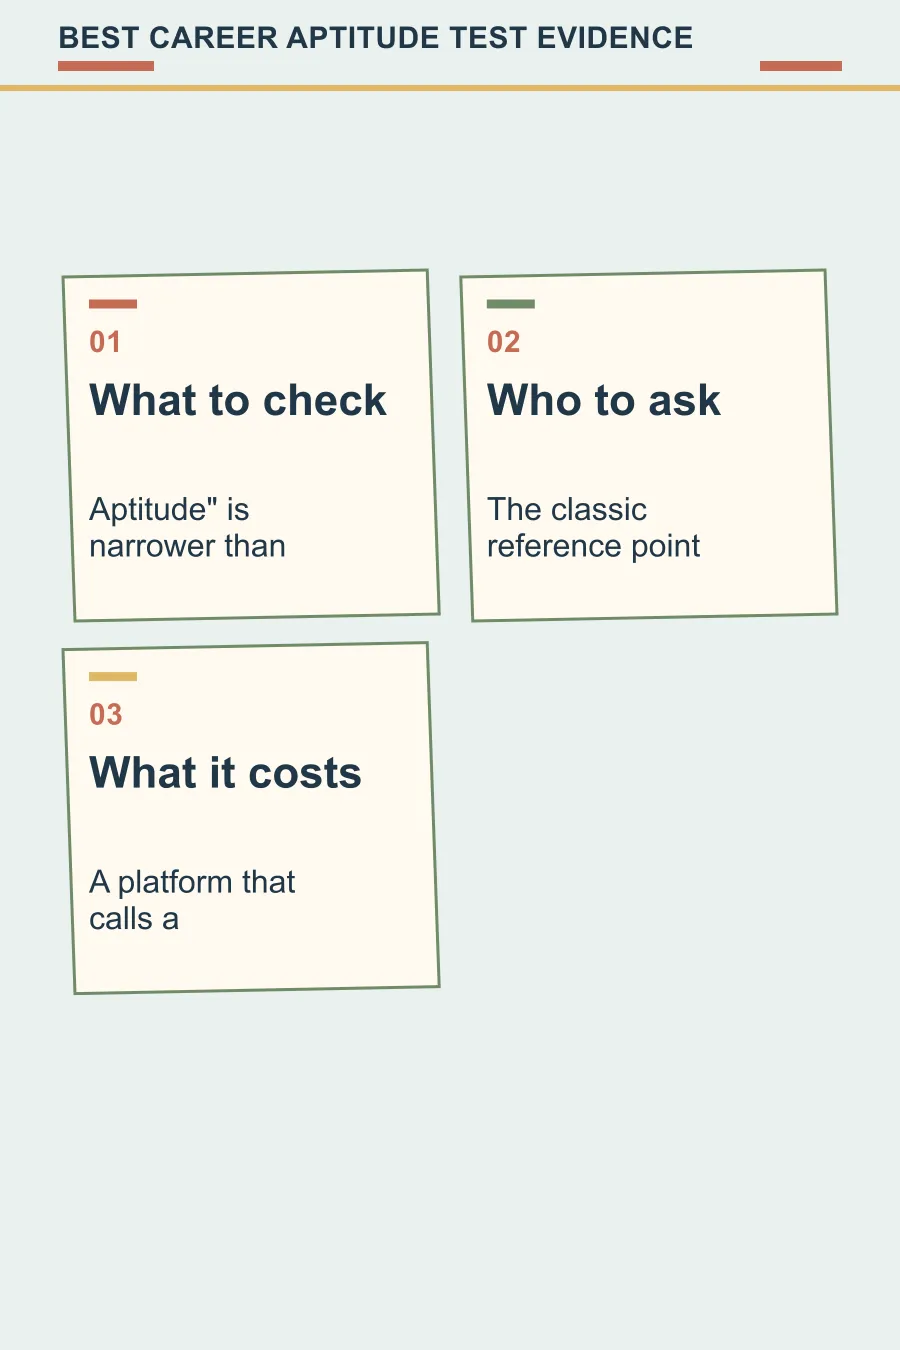 BEST CAREER APTITUDE TEST EVIDENCE
01
What to check
Aptitude" is
narrower than
02
Who to ask
The classic
reference point
03
What it costs
A platform that
calls a